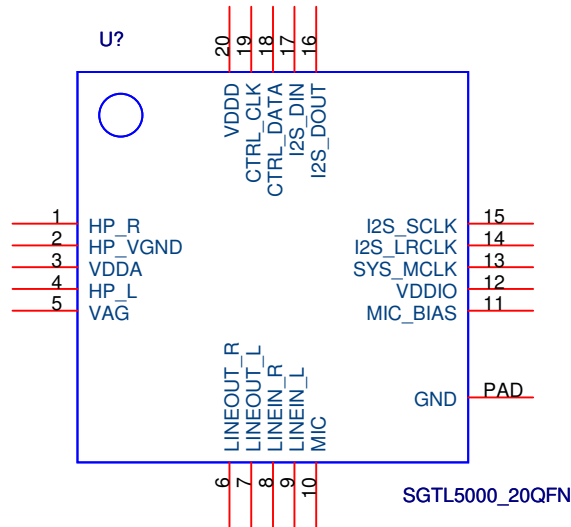 U?
20
19
18
17
16
VDDD
CTRL_CLK
CTRL_DATA
I2S_DIN
I2S_DOUT
1 HP_R
2 HP_VGND
3 VDDA
4 HP_L
5 VAG
I2S_SCLK 15
I2S_LRCLK 14
SYS_MCLK 13
VDDIO 12
MIC_BIAS 11
LINEOUT_R
LINEOUT_L
LINEIN_R
LINEIN_L
MIC
GND PAD
6
7
8
9
10
SGTL5000_20QFN